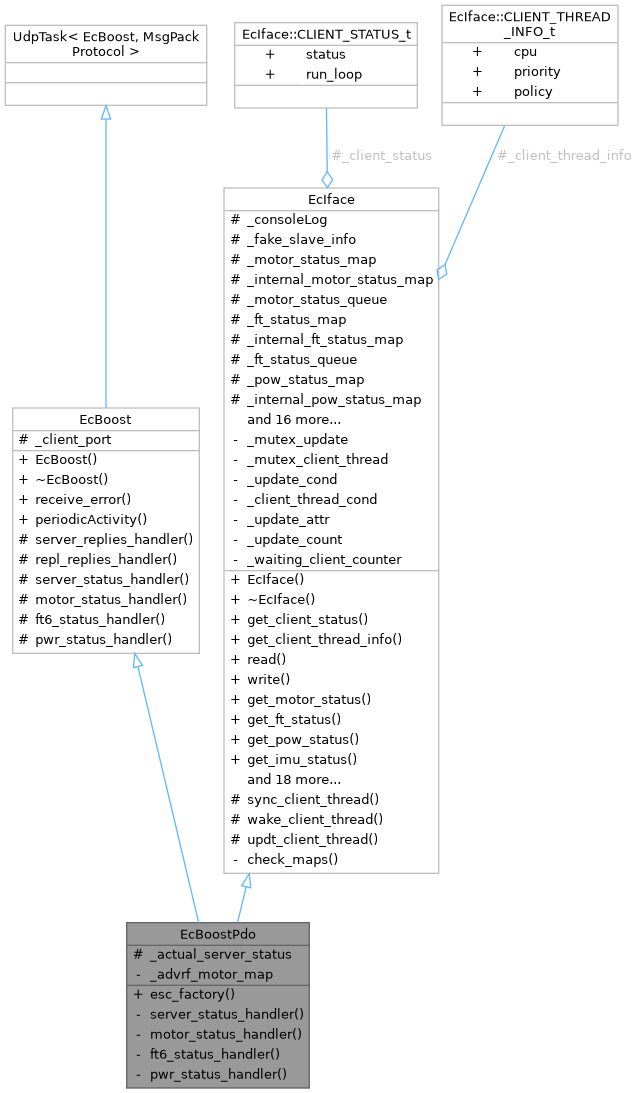 UdpTask< EcBoost, MsgPack
Protocol >
EcIface::CLIENT_STATUS_t
+ status
+ run_loop
EcIface::CLIENT_THREAD
_INFO_t
+ cpu
+ priority
+ policy
#_client_status
#_client_thread_info
EcIface
# _consoleLog
# _fake_slave_info
# _motor_status_map
# _internal_motor_status_map
# _motor_status_queue
# _ft_status_map
# _internal_ft_status_map
# _ft_status_queue
# _pow_status_map
# _internal_pow_status_map
and 16 more...
- _mutex_update
- _mutex_client_thread
- _update_cond
- _client_thread_cond
- _update_attr
- _update_count
- _waiting_client_counter
+ EcIface()
+ ~EcIface()
+ get_client_status()
+ get_client_thread_info()
+ read()
+ write()
+ get_motor_status()
+ get_ft_status()
+ get_pow_status()
+ get_imu_status()
and 18 more...
# sync_client_thread()
# wake_client_thread()
# updt_client_thread()
- check_maps()
EcBoost
# _client_port
+ EcBoost()
+ ~EcBoost()
+ receive_error()
+ periodicActivity()
# server_replies_handler()
# repl_replies_handler()
# server_status_handler()
# motor_status_handler()
# ft6_status_handler()
# pwr_status_handler()
EcBoostPdo
# _actual_server_status
- _advrf_motor_map
+ esc_factory()
- server_status_handler()
- motor_status_handler()
- ft6_status_handler()
- pwr_status_handler()